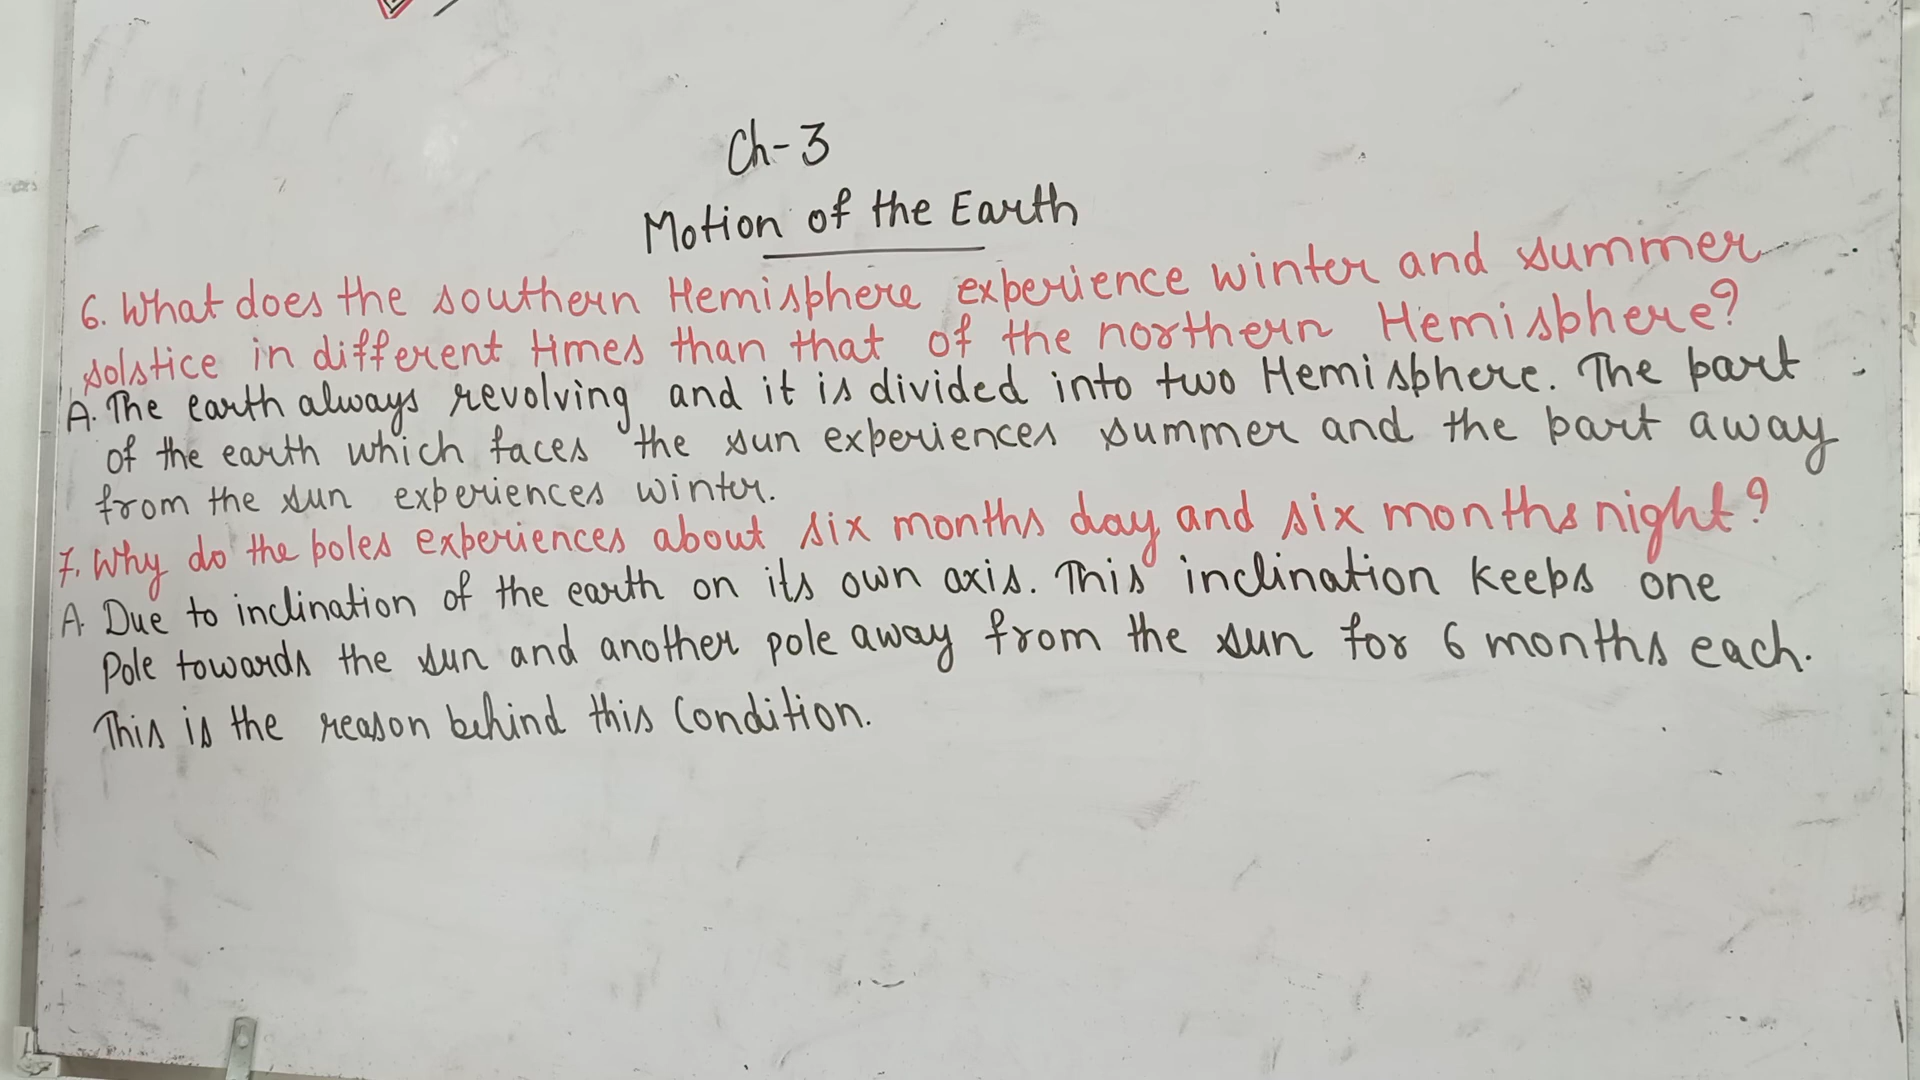 Ch-3
Motion of the Earth
6. What does the southern Hemisphere experience winter and summer
solstice in different times than that of the northern Hemisphere?
A. The earth always revolving and it is divided into two Hemisphere. The part
of the earth which faces the sun experiences summer and the part away
from the sun experiences winter.
7. Why do the poles experiences about six months day and six months night?
A. Due to inclination of the earth on its own axis. This inclination keeps one
Pole towards the sun and another pole away from the sun for 6 months each.
This is the reason behind this Condition.